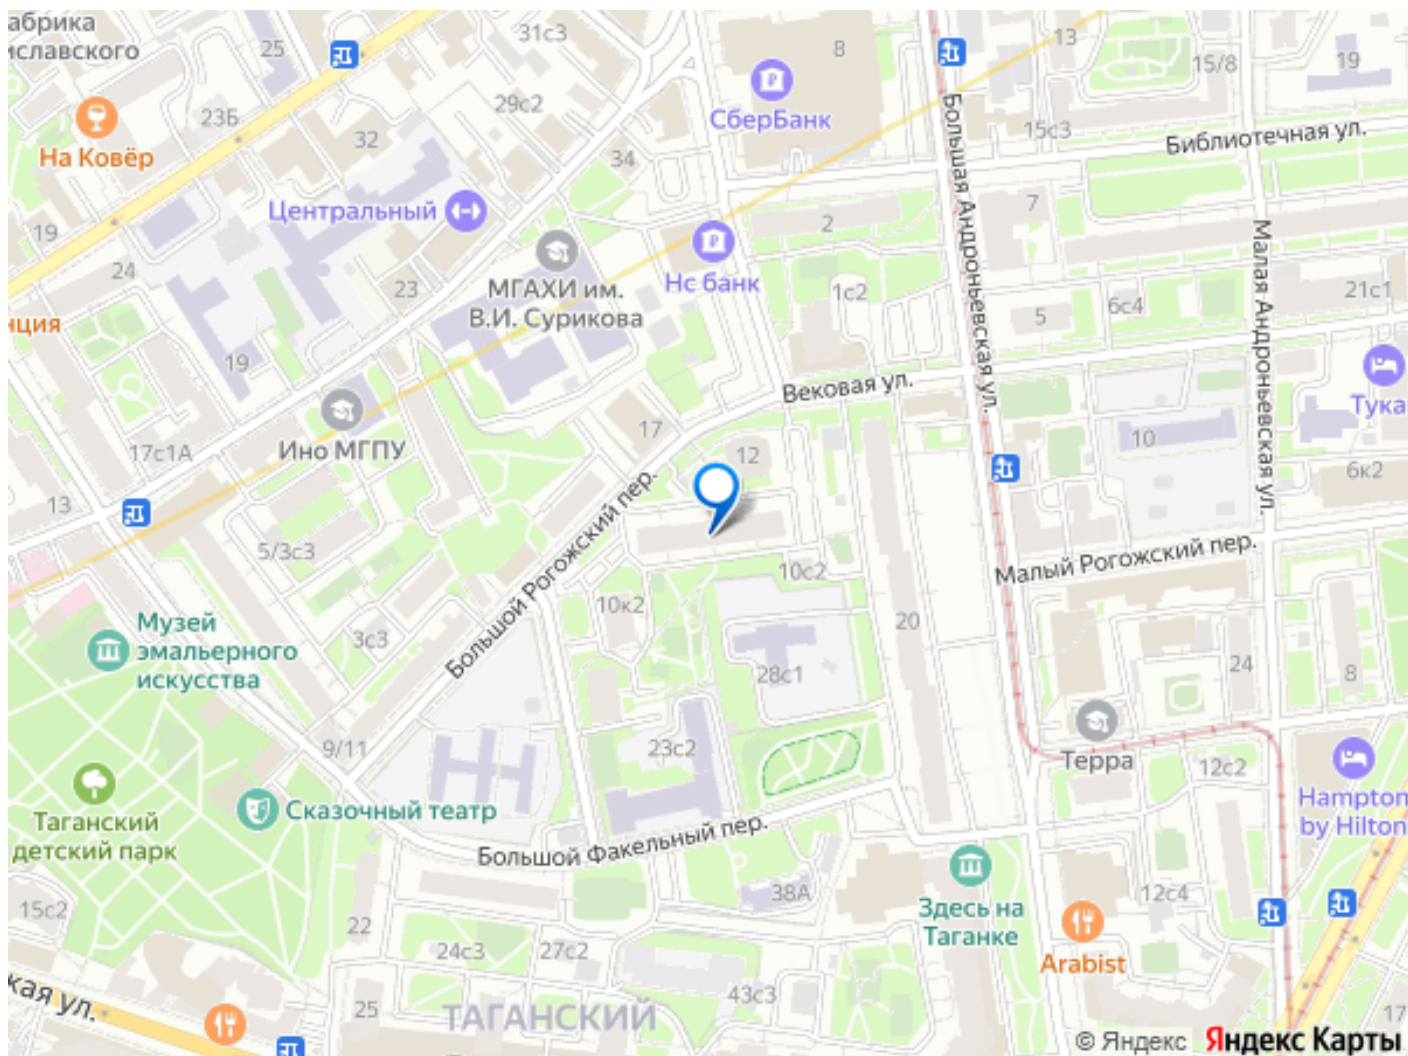 абрика
иславского
25
31с3
8
13
15/8
19
СберБанк
На Ковёр
23Б
32
29с2
34
15с3
Библиотечная ул.
Большая Андроньевская ул.
Центральный
19
24
23
МГАХИ им.
В.И. Сурикова
Нс банк
2
7
1с2
5
6с4
21с1
Малая Андроньевская ул.
нция
19
Вековая ул.
Тука
Ино МГПУ
17с1А
17
12
10
6к2
13
5/3с3
Большой Рогожский пер.
Малый Рогожский пер.
10с2
10к2
3с3
20
Музей
эмальерного
искусства
28с1
24
8
9/11
23с2
Терра
12с2
Сказочный театр
Таганский
детский парк
Hampton
by Hilton
Большой Факельный пер.
38А
12с4
15с2
22
Здесь на
Таганке
24с3
27с2
Arabist
кая ул.
25
43с3
ТАГАНСКИЙ
17
© Яндекс Яндекс Карты